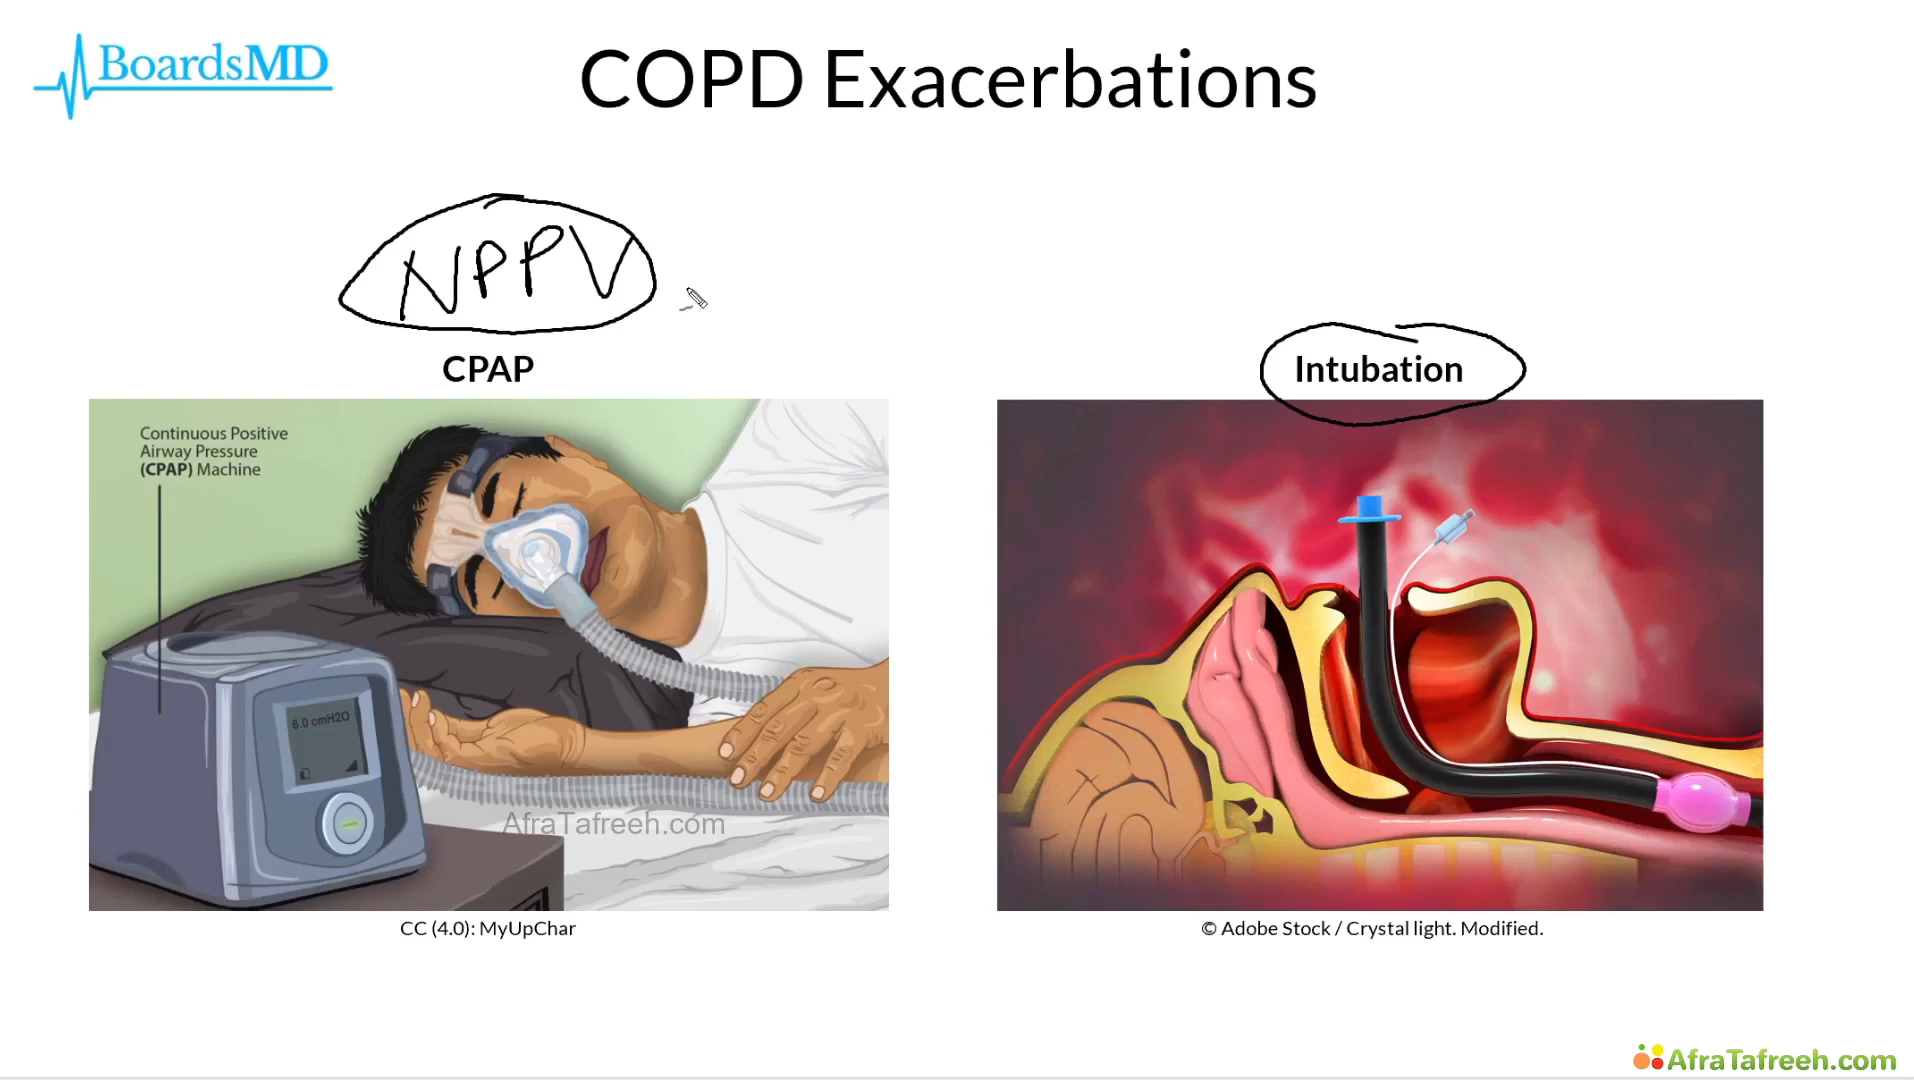 BoardsMD
COPD Exacerbations
NPPV
CPAP
Intubation
Continuous Positive
Airway Pressure
(CPAP) Machine
6.0 cmH2O
AfraTafreeh.com
CC (4.0): MyUpChar
© Adobe Stock / Crystal light. Modified.
AfraTafreeh.com